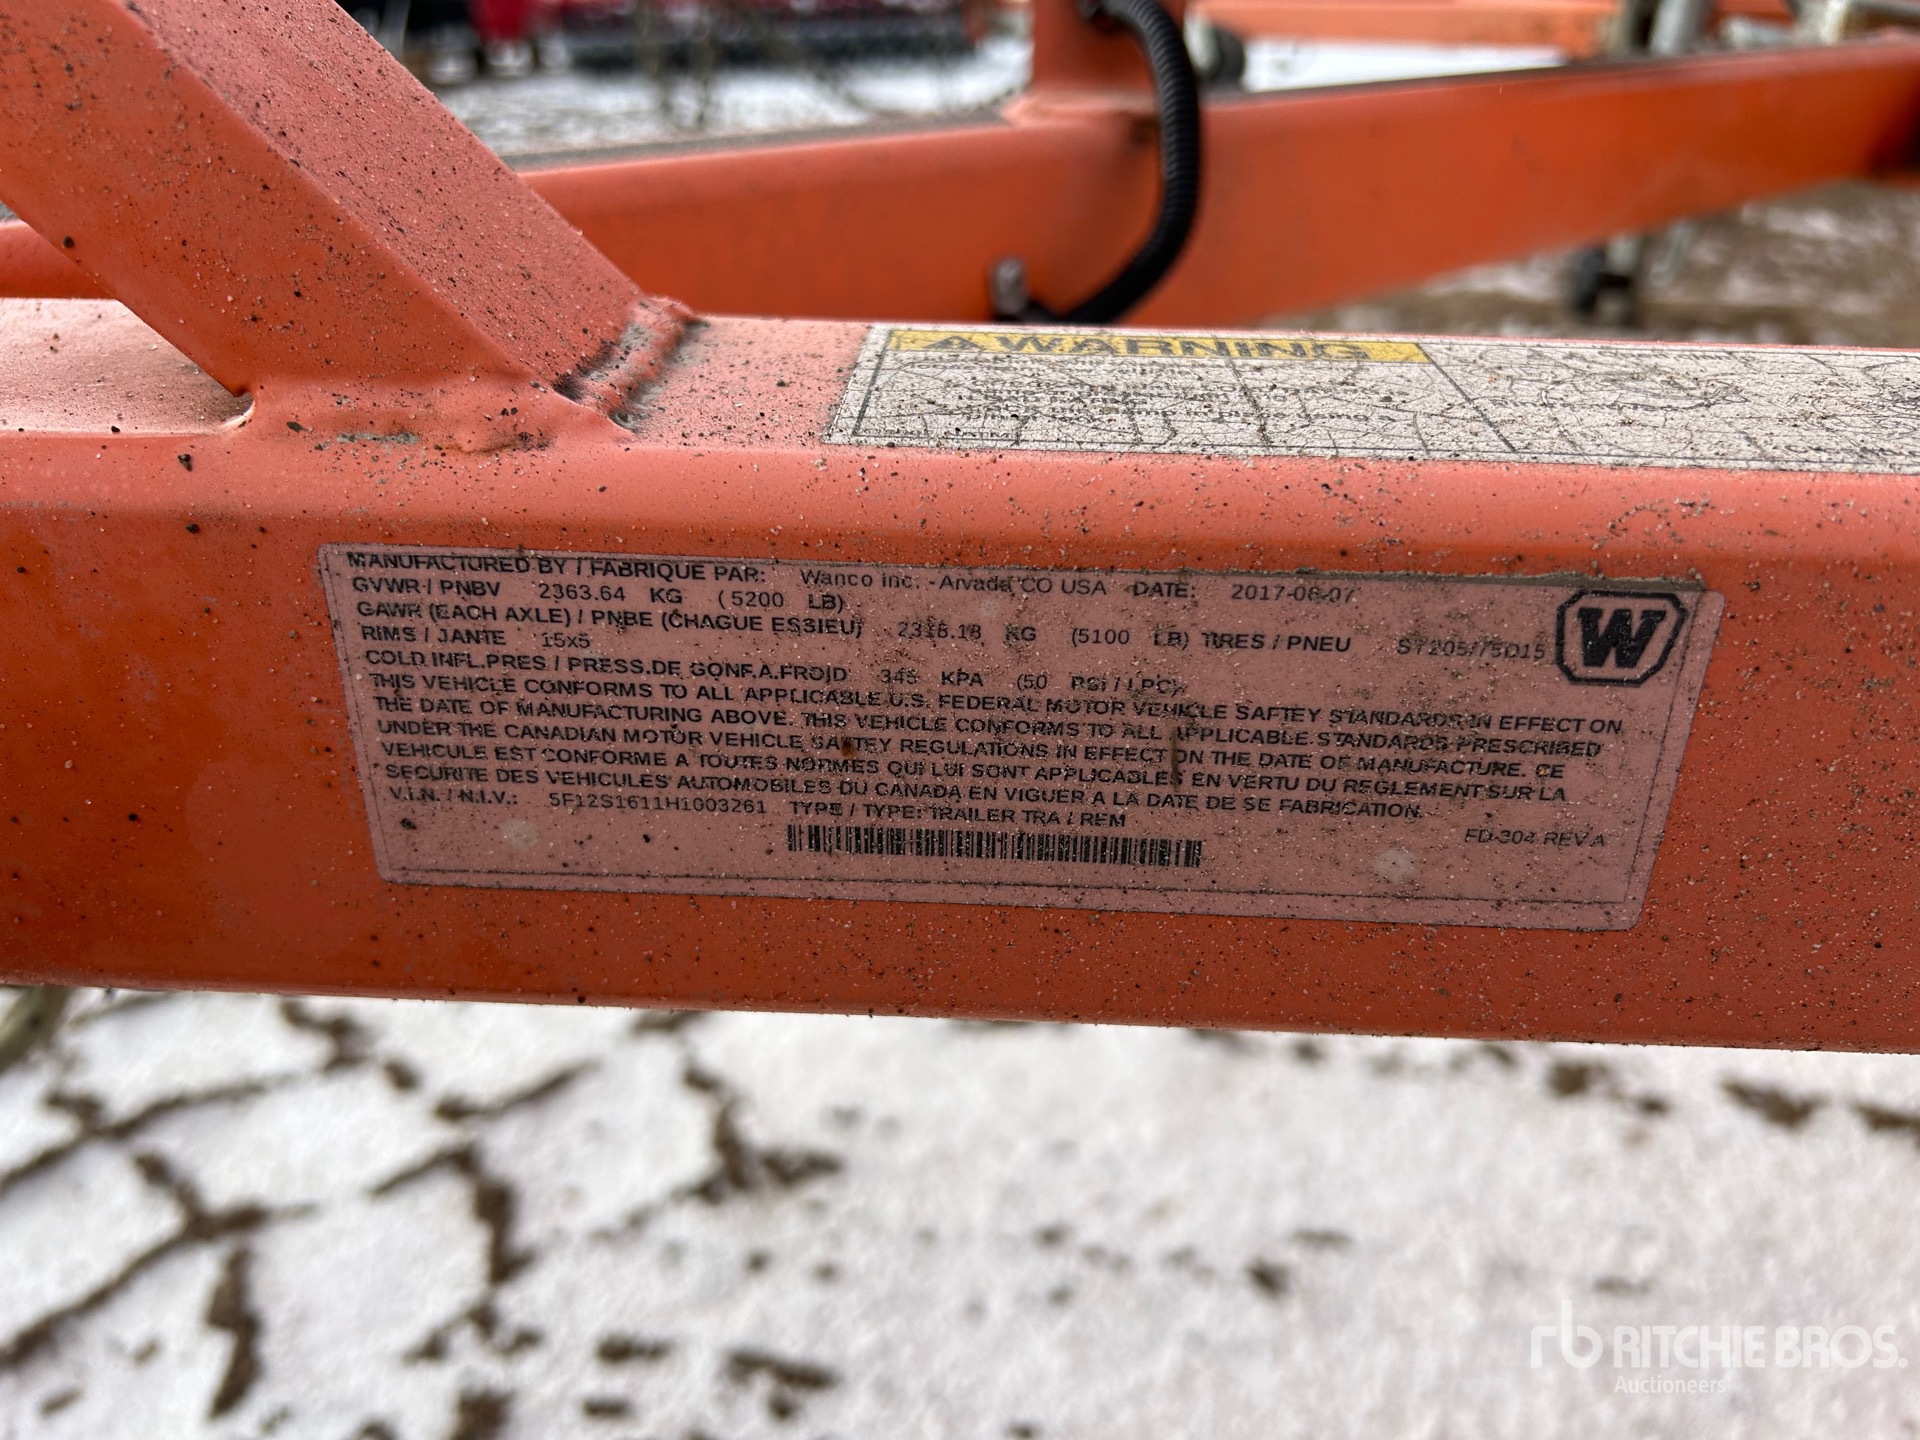 WARNING
MANUFACTURED BY / FABRIQUE PAR: Wanco Inc. - Arvada CO USA DATE: 2017-06-07
GVWR / PNBV 2363.64 KG (5200 LB)
GAWR (EACH AXLE) / PNBE (CHAGUE ESSIEU) 2318.18 KG (5100 LB) TIRES / PNEU ST205/75D15
RIMS / JANTE 15x5
COLD.INFL.PRES / PRESS.DE GONF.A.FROID 345 KPA (50 PSI / LPC)
W
THIS VEHICLE CONFORMS TO ALL APPLICABLE U.S. FEDERAL MOTOR VEHICLE SAFTEY STANDARDS IN EFFECT ON
THE DATE OF MANUFACTURING ABOVE. THIS VEHICLE CONFORMS TO ALL APPLICABLE STANDARDS PRESCRIBED
UNDER THE CANADIAN MOTOR VEHICLE SAFTEY REGULATIONS IN EFFECT ON THE DATE OF MANUFACTURE. CE
VEHICULE EST CONFORME A TOUTES NORMES QUI LUI SONT APPLICABLES EN VERTU DU REGLEMENT SUR LA
SECURITE DES VEHICULES AUTOMOBILES DU CANADA EN VIGUER A LA DATE DE SE FABRICATION.
V.I.N. / N.I.V.: 5F12S1611H1003261 TYPE / TYPE: TRAILER TRA / REM
FD-304 REV A
rb RITCHIE BROS.
Auctioneers